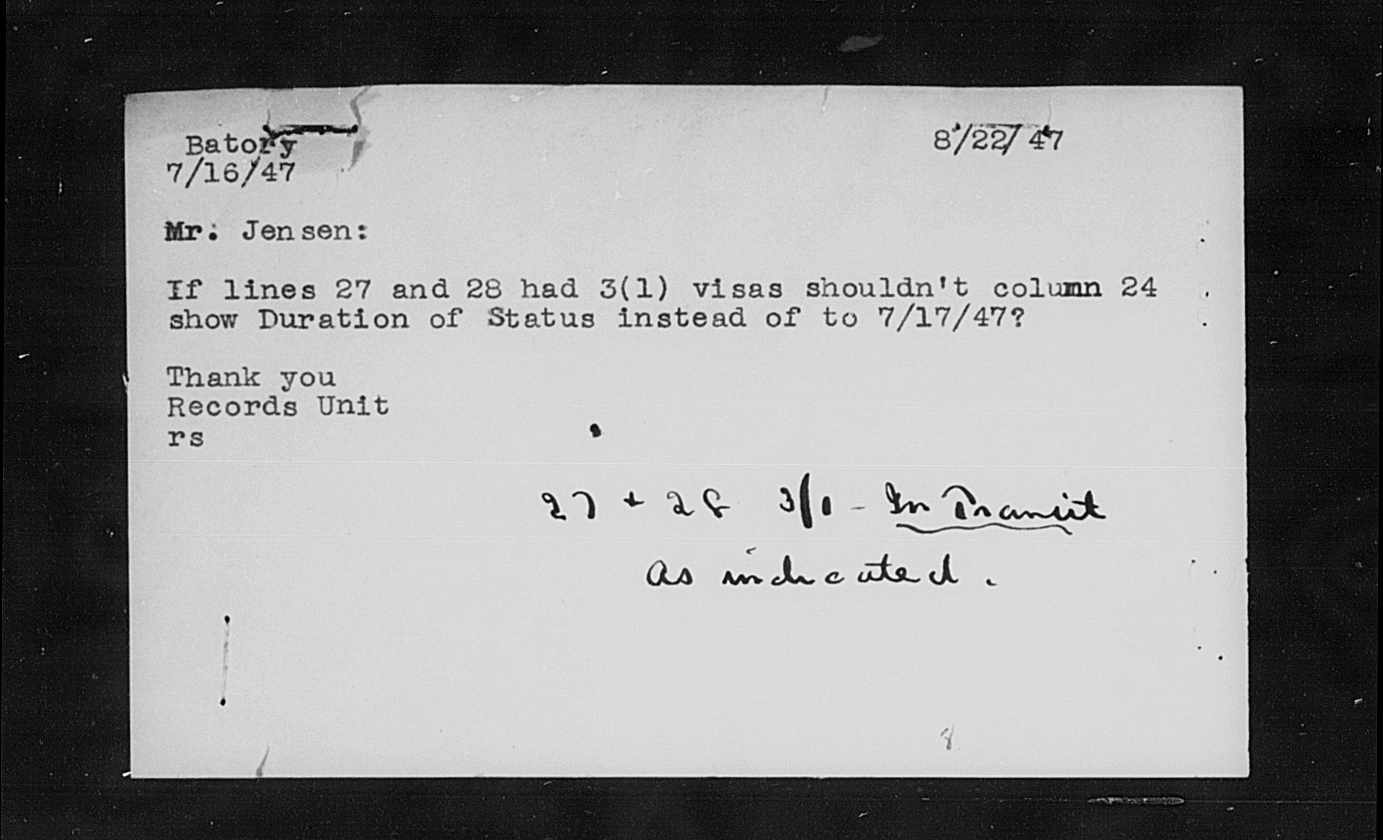 Batory 8/22/47
7/16/47
Mr. Jensen:
If lines 27 and 28 had 3(1) visas shouldn't column 24
show Duration of Status instead of to 7/17/47?
Thank you
Records Unit
rs
27 + 28 3/1 - In Transit
as indicated.
8